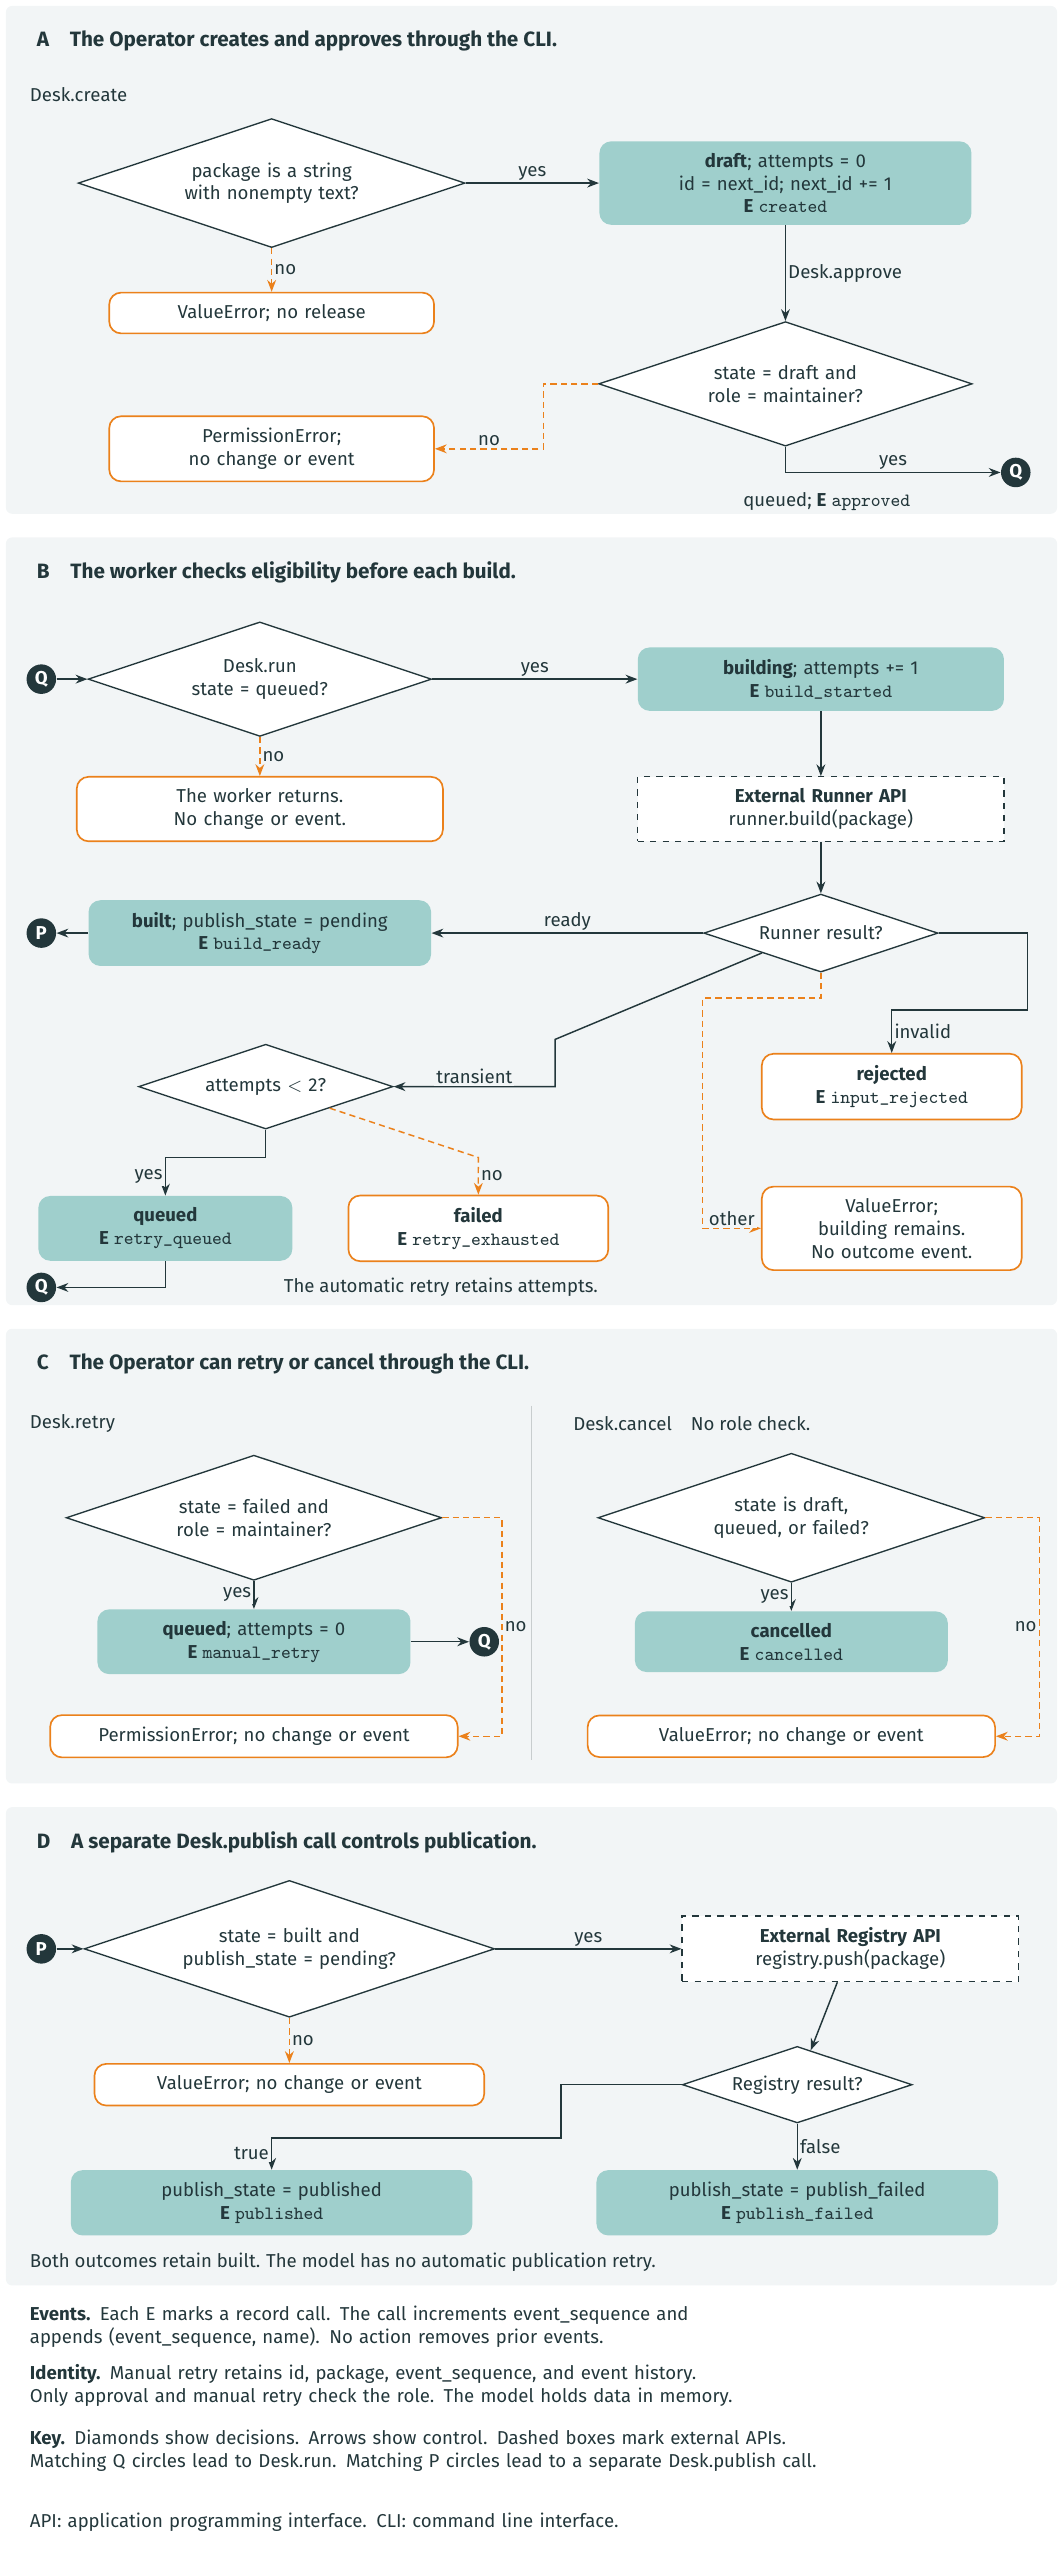 A The Operator creates and approves through the CLI.
Desk.create
package is a string
with nonempty text?
yes
draft; attempts = 0
id = next_id; next_id += 1
E created
no
ValueError; no release
Desk.approve
state = draft and
role = maintainer?
no
PermissionError;
no change or event
yes
Q
queued; E approved
B The worker checks eligibility before each build.
Q
Desk.run
state = queued?
yes
building; attempts += 1
E build_started
no
The worker returns.
No change or event.
External Runner API
runner.build(package)
P
built; publish_state = pending
E build_ready
ready
Runner result?
invalid
rejected
E input_rejected
attempts < 2?
transient
yes
queued
E retry_queued
no
failed
E retry_exhausted
other
ValueError;
building remains.
No outcome event.
Q
The automatic retry retains attempts.
C The Operator can retry or cancel through the CLI.
Desk.retry
state = failed and
role = maintainer?
yes
queued; attempts = 0
E manual_retry
Q
no
PermissionError; no change or event
Desk.cancel No role check.
state is draft,
queued, or failed?
yes
cancelled
E cancelled
no
ValueError; no change or event
D A separate Desk.publish call controls publication.
P
state = built and
publish_state = pending?
yes
External Registry API
registry.push(package)
no
ValueError; no change or event
Registry result?
true
publish_state = published
E published
false
publish_state = publish_failed
E publish_failed
Both outcomes retain built. The model has no automatic publication retry.
Events. Each E marks a record call. The call increments event_sequence and
appends (event_sequence, name). No action removes prior events.
Identity. Manual retry retains id, package, event_sequence, and event history.
Only approval and manual retry check the role. The model holds data in memory.
Key. Diamonds show decisions. Arrows show control. Dashed boxes mark external APIs.
Matching Q circles lead to Desk.run. Matching P circles lead to a separate Desk.publish call.
API: application programming interface. CLI: command line interface.